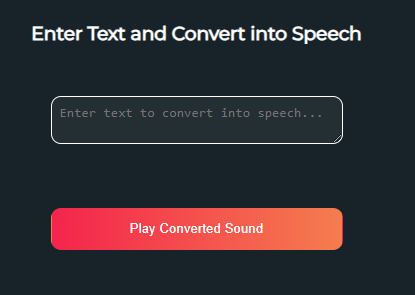 Enter Text and Convert into Speech
Enter text to convert into speech...
Play Converted Sound